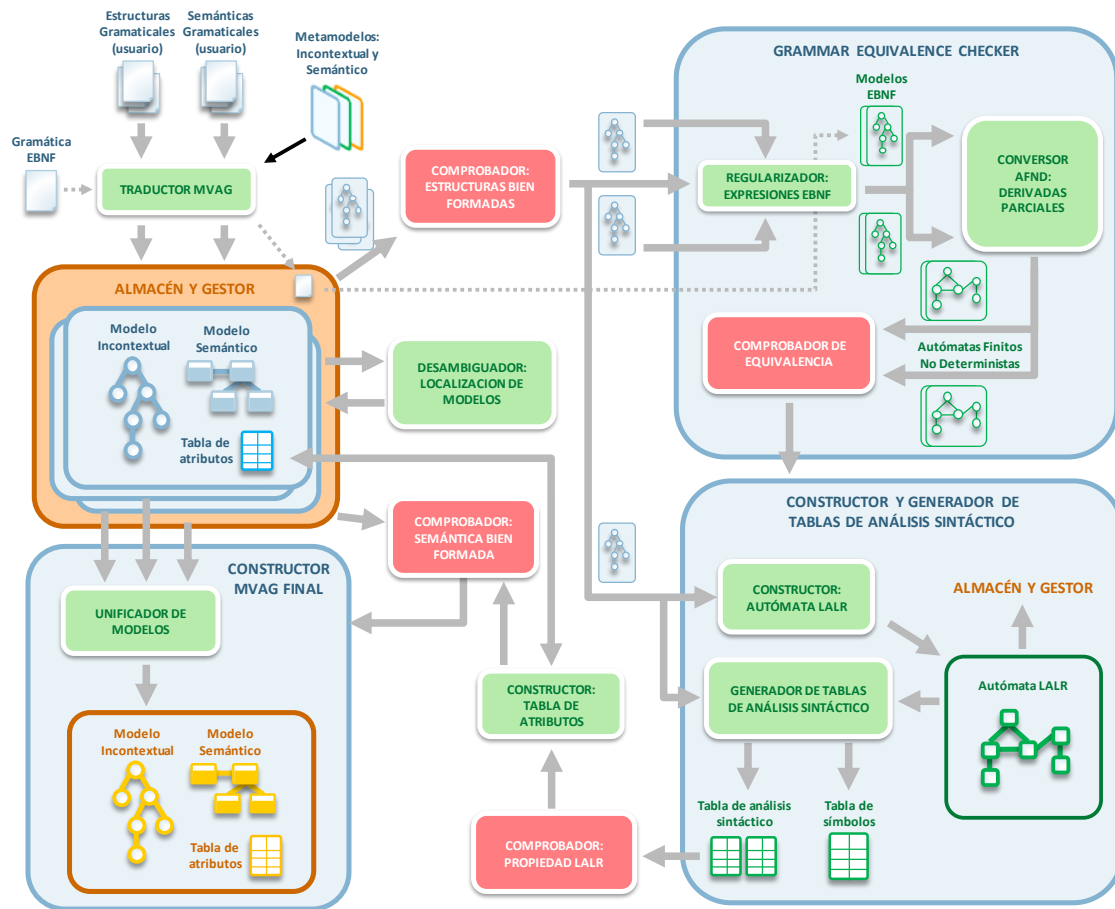 Estructuras
Gramaticales
(usuario)
Semánticas
Gramaticales
(usuario)
Metamodelos:
Incontextual y
Semántico
Gramática
EBNF
TRADUCTOR MVAG
COMPROBADOR:
ESTRUCTURAS BIEN
FORMADAS
GRAMMAR EQUIVALENCE CHECKER
Modelos
EBNF
REGULARIZADOR:
EXPRESIONES EBNF
CONVERSOR
AFND:
DERIVADAS
PARCIALES
COMPROBADOR DE
EQUIVALENCIA
Autómatas Finitos
No Deterministas
ALMACÉN Y GESTOR
Modelo
Incontextual
Modelo
Semántico
Tabla de
atributos
DESAMBIGUADOR:
LOCALIZACION DE
MODELOS
COMPROBADOR:
SEMÁNTICA BIEN
FORMADA
CONSTRUCTOR
MVAG FINAL
UNIFICADOR DE
MODELOS
Modelo
Incontextual
Modelo
Semántico
Tabla de
atributos
CONSTRUCTOR:
TABLA DE
ATRIBUTOS
COMPROBADOR:
PROPIEDAD LALR
CONSTRUCTOR Y GENERADOR DE
TABLAS DE ANÁLISIS SINTÁCTICO
CONSTRUCTOR:
AUTÓMATA LALR
ALMACÉN Y GESTOR
GENERADOR DE TABLAS
DE ANÁLISIS SINTÁCTICO
Autómata LALR
Tabla de análisis
sintáctico
Tabla de
símbolos